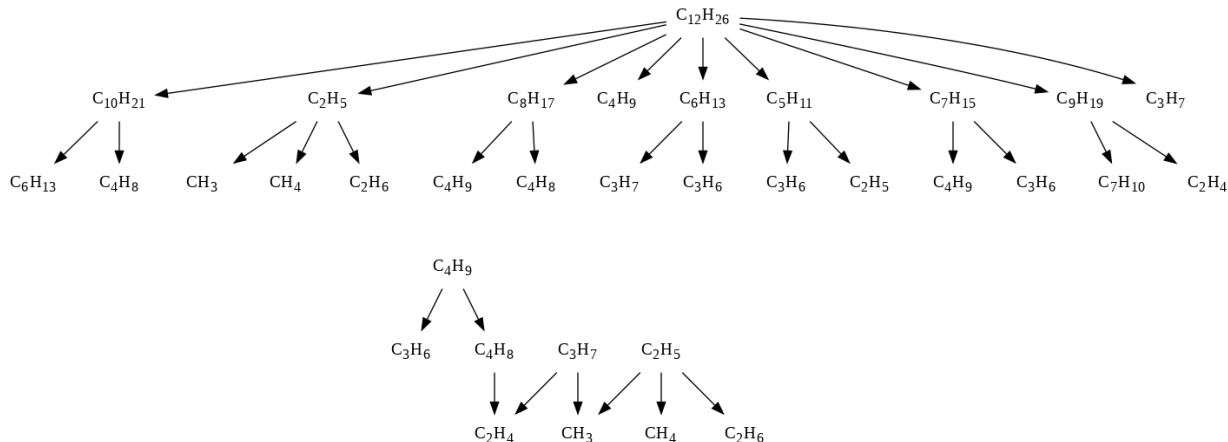 C₁₂H₂₆
C₁₀H₂₁ C₂H₅ C₈H₁₇ C₄H₉ C₆H₁₃ C₅H₁₁ C₇H₁₅ C₉H₁₉ C₃H₇
C₆H₁₃ C₄H₈ CH₃ CH₄ C₂H₆ C₄H₉ C₄H₈ C₃H₇ C₃H₆ C₃H₆ C₂H₅ C₄H₉ C₃H₆ C₇H₁₀ C₂H₄
C₄H₉
C₃H₆ C₄H₈ C₃H₇ C₂H₅
C₂H₄ CH₃ CH₄ C₂H₆